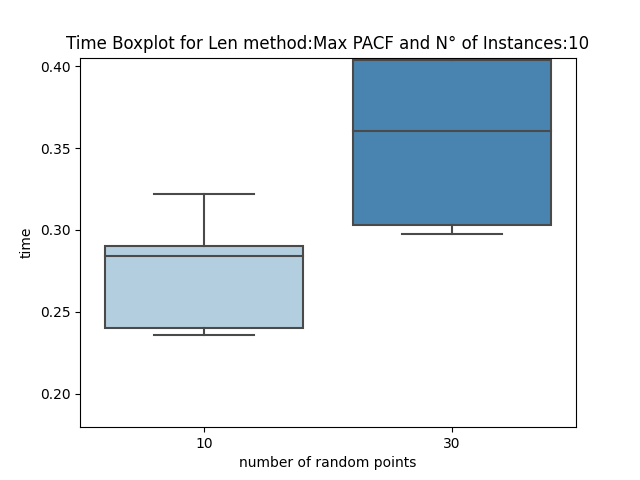 Time Boxplot for Len method:Max PACF and N° of Instances:10
0.40
0.35
0.30
0.25
0.20
time
10 30
number of random points